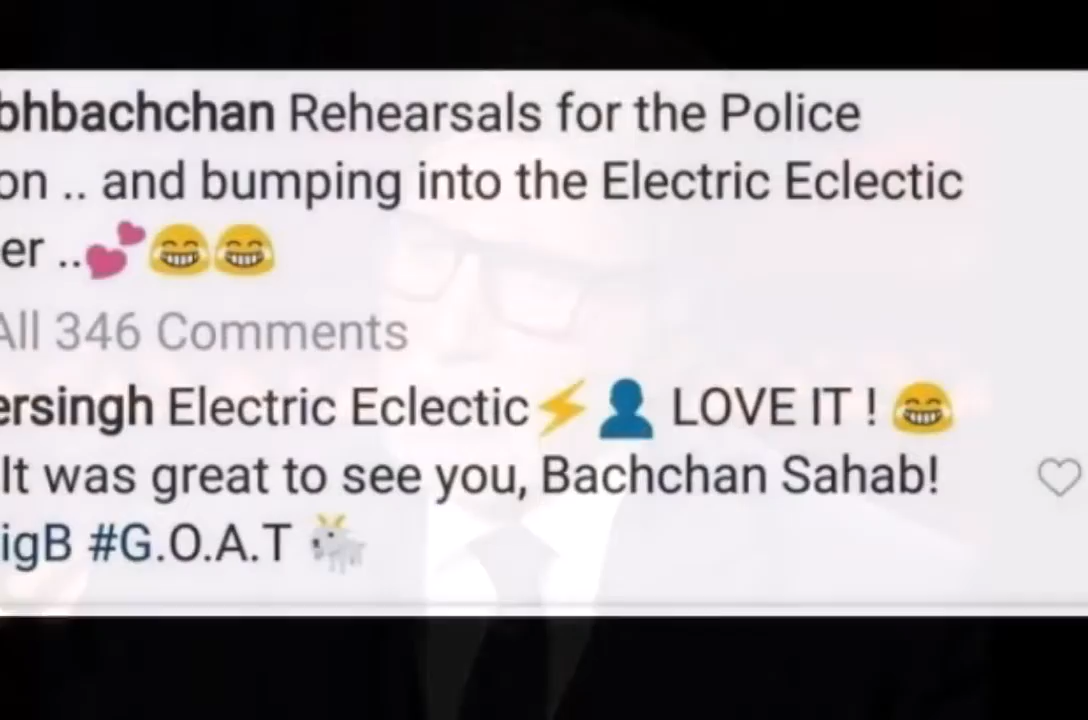 bhbachchan Rehearsals for the Police
on .. and bumping into the Electric Eclectic
er ..💕😂😂
All 346 Comments
ersingh Electric Eclectic⚡👤 LOVE IT ! 😂
It was great to see you, Bachchan Sahab!
igB #G.O.A.T 🐐